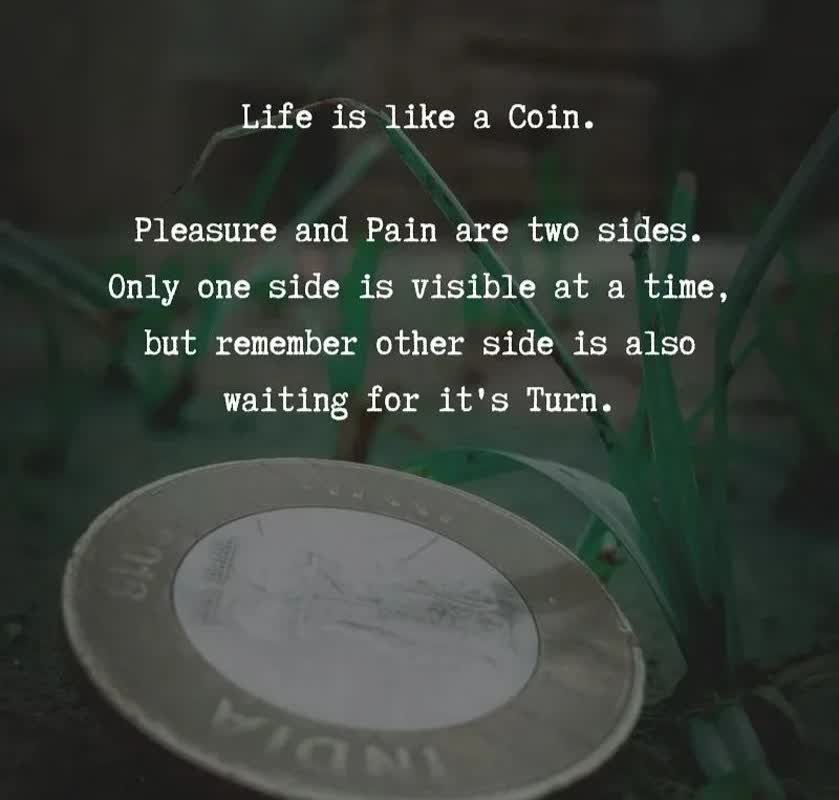 Life is like a Coin.
Pleasure and Pain are two sides.
Only one side is visible at a time,
but remember other side is also
waiting for it's Turn.
INDIA